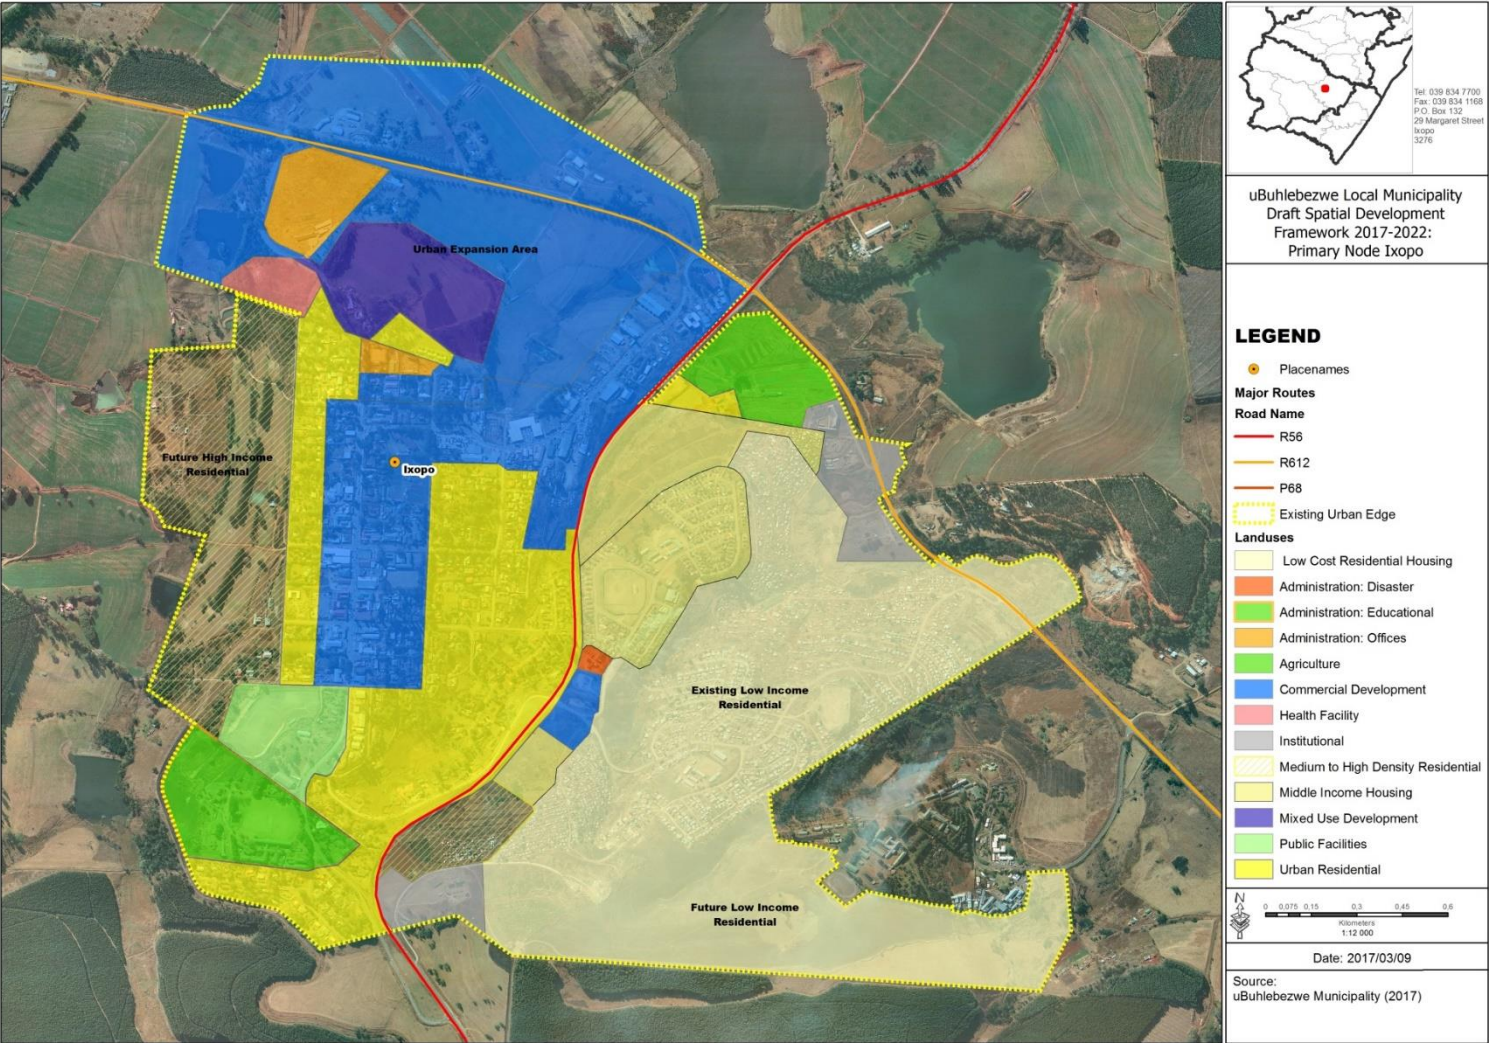 Urban Expansion Area
Future High Income
Residential
Ixopo
Existing Low Income
Residential
Future Low Income
Residential
Tel: 039 834 7700
Fax: 039 834 1168
P.O. Box 132
29 Margaret Street
Ixopo
3276
uBuhlebezwe Local Municipality
Draft Spatial Development
Framework 2017-2022:
Primary Node Ixopo
LEGEND
Placenames
Major Routes
Road Name
R56
R612
P68
Existing Urban Edge
Landuses
Low Cost Residential Housing
Administration: Disaster
Administration: Educational
Administration: Offices
Agriculture
Commercial Development
Health Facility
Institutional
Medium to High Density Residential
Middle Income Housing
Mixed Use Development
Public Facilities
Urban Residential
N
0 0,075 0,15 0,3 0,45 0,6
Kilometers
1:12 000
Date: 2017/03/09
Source:
uBuhlebezwe Municipality (2017)